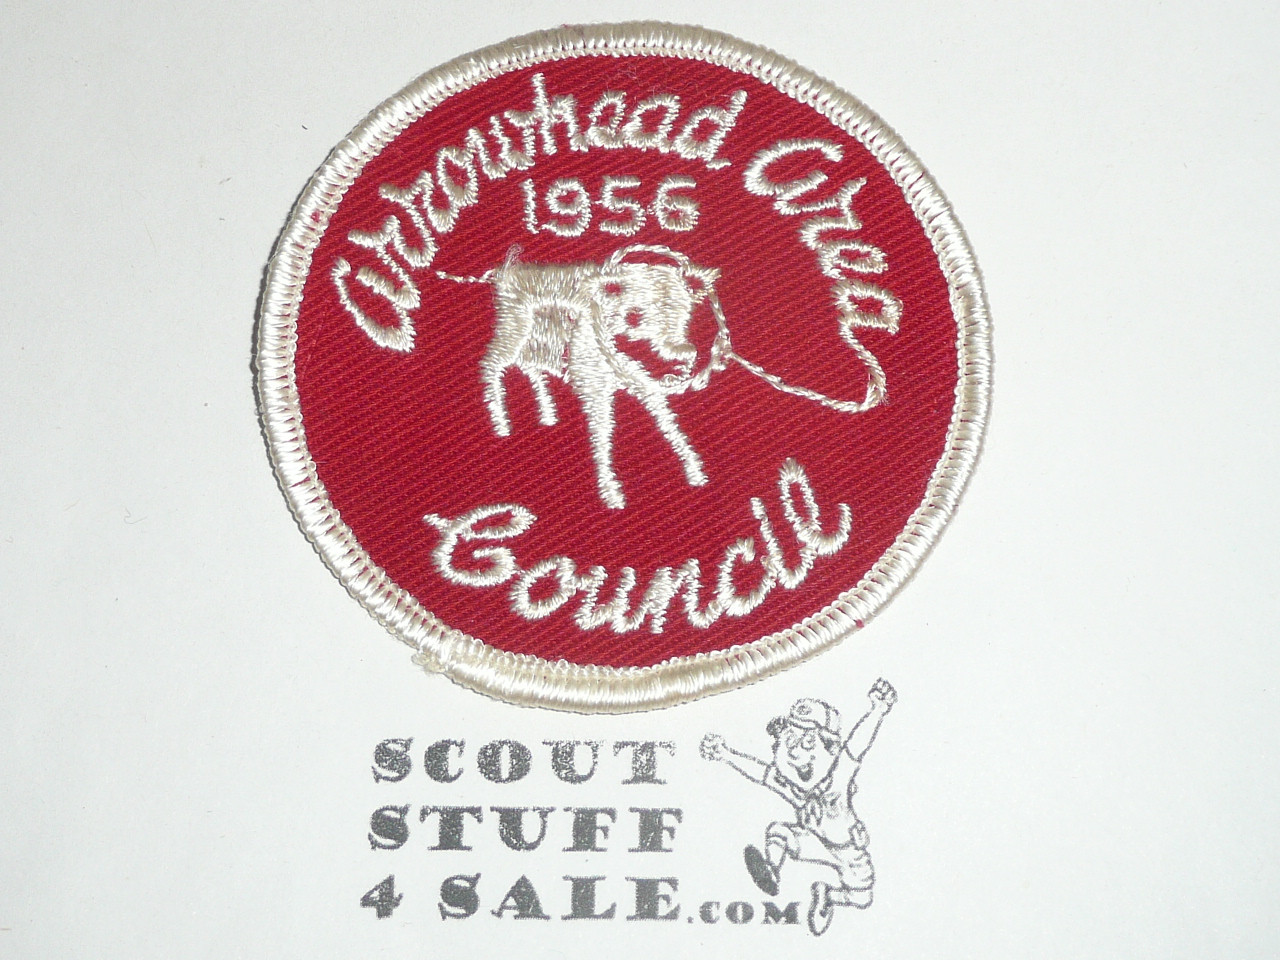 Arrowhead Area
1956
Council
SCOUT
STUFF
4 SALE.COM